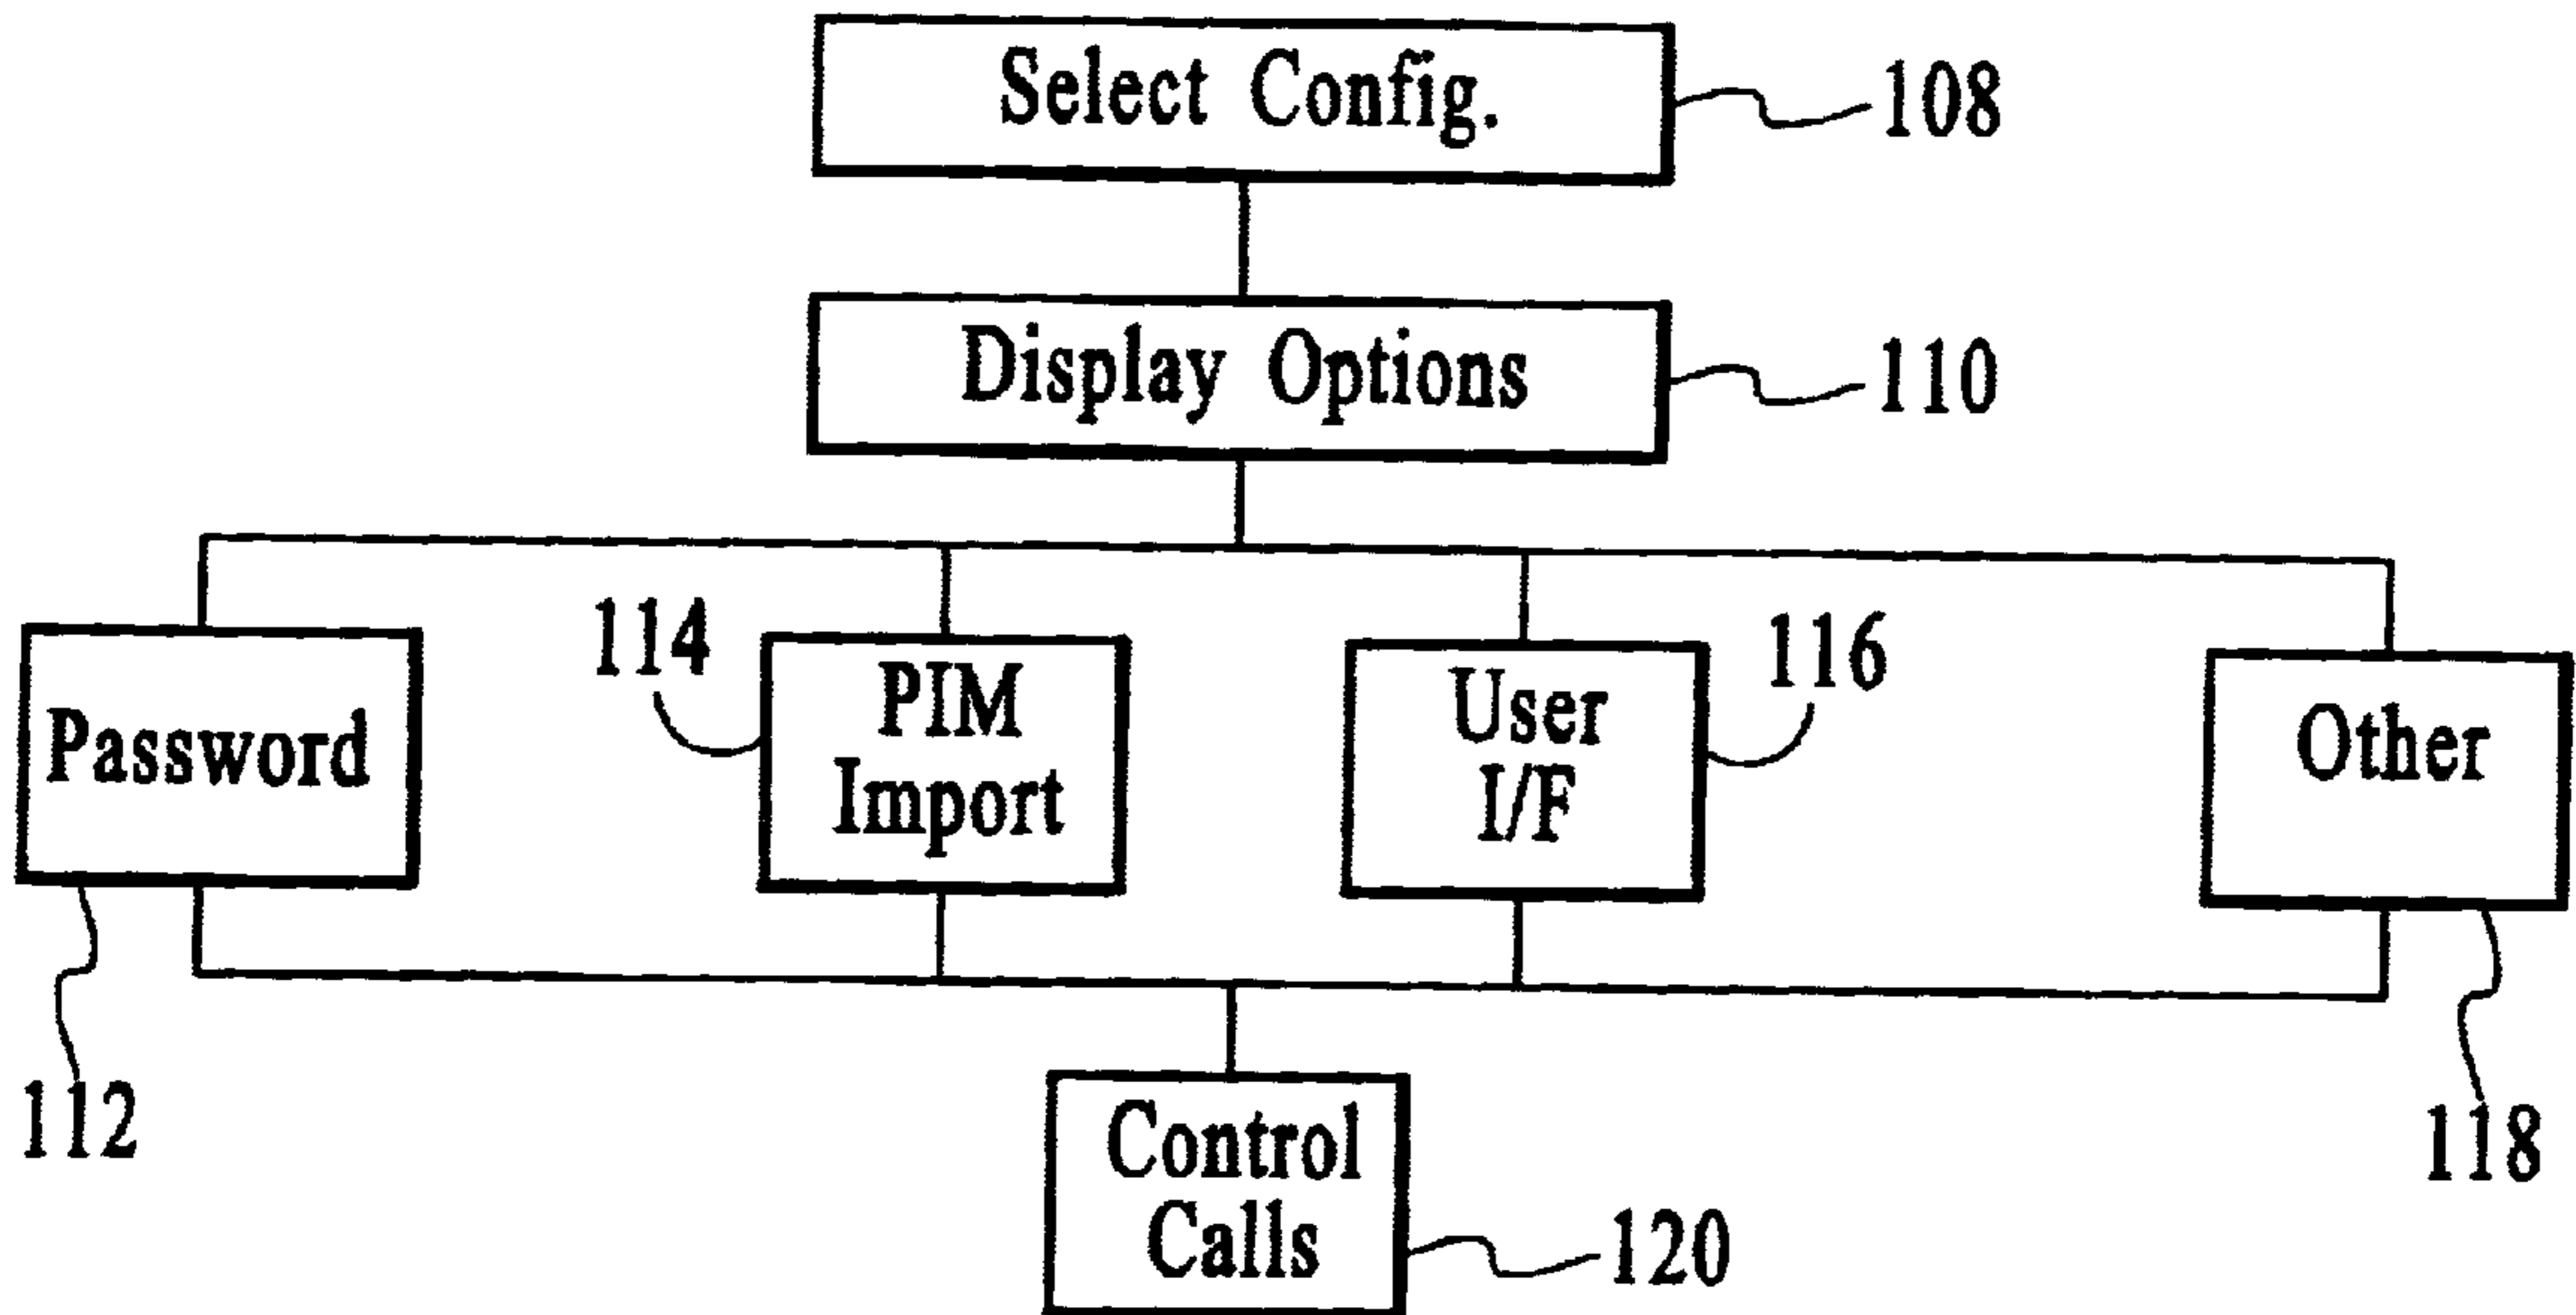 Select Config.
108
Display Options
110
114
116
Password
PIM
Import
User
I/F
Other
112
118
Control
Calls
120